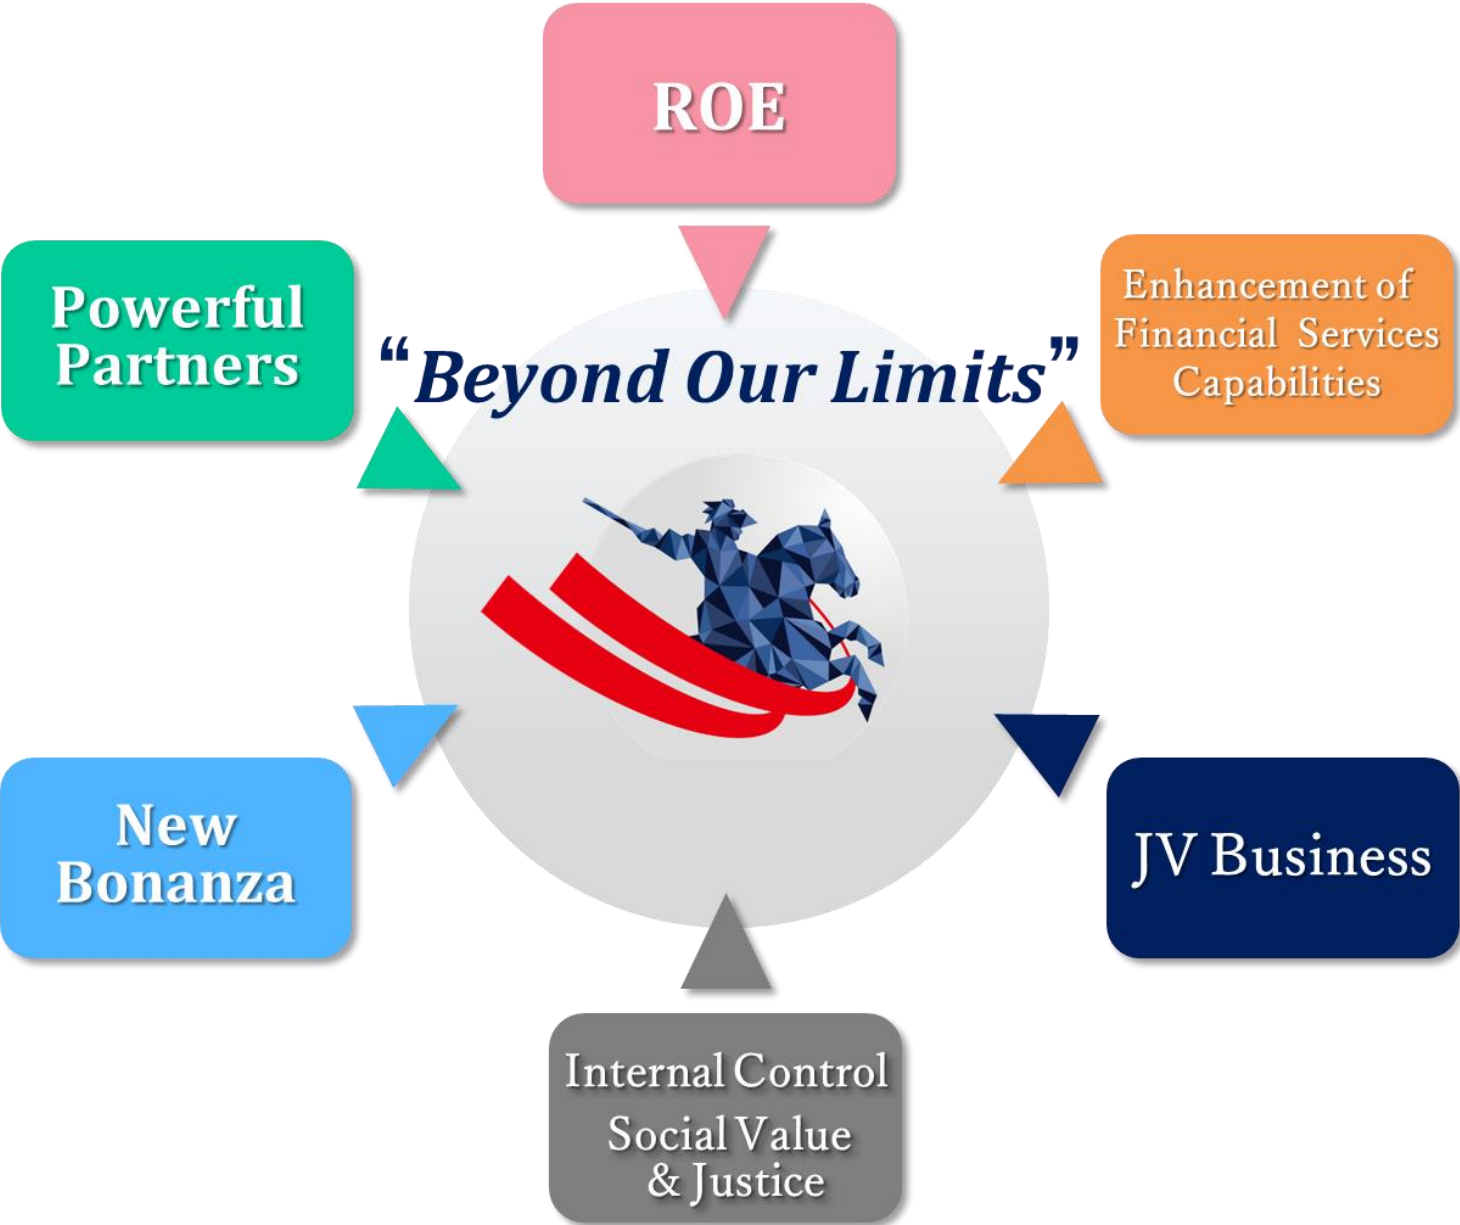 ROE
Powerful
Partners
“Beyond Our Limits”
Enhancement of
Financial Services
Capabilities
New
Bonanza
JV Business
Internal Control
Social Value
& Justice